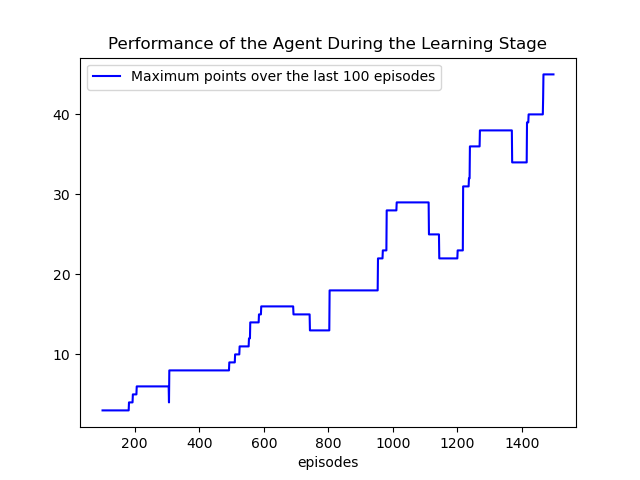 Performance of the Agent During the Learning Stage
Maximum points over the last 100 episodes
40
30
20
10
200 400 600 800 1000 1200 1400
episodes